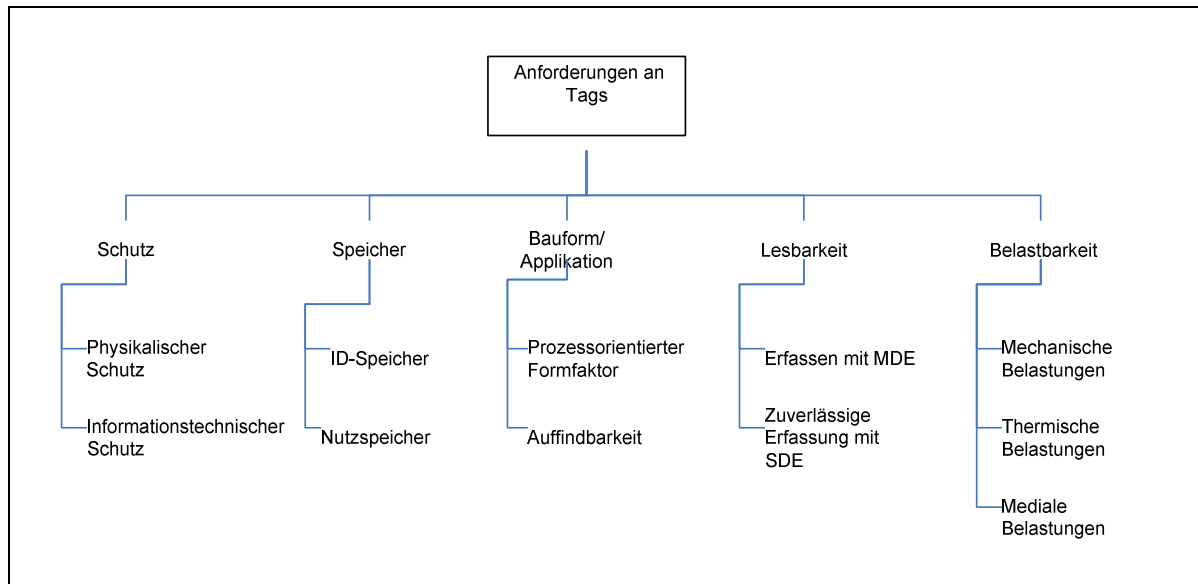 Anforderungen an
Tags
Schutz
Physikalischer
Schutz
Informationstechnischer
Schutz
Speicher
ID-Speicher
Nutzspeicher
Bauform/
Applikation
Prozessorientierter
Formfaktor
Auffindbarkeit
Lesbarkeit
Erfassen mit MDE
Zuverlässige
Erfassung mit
SDE
Belastbarkeit
Mechanische
Belastungen
Thermische
Belastungen
Mediale
Belastungen